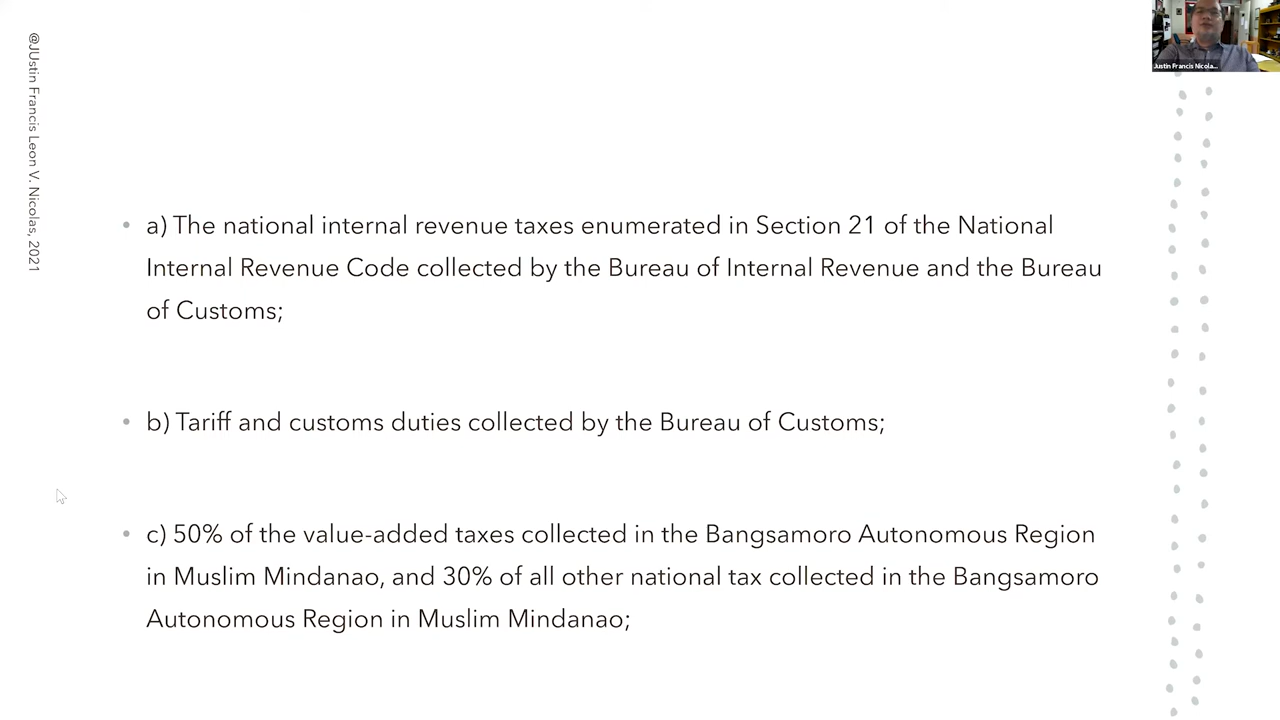 @JUstin Francis Leon V. Nicolas, 2021
Justin Francis Nicola...
• a) The national internal revenue taxes enumerated in Section 21 of the National
Internal Revenue Code collected by the Bureau of Internal Revenue and the Bureau
of Customs;
• b) Tariff and customs duties collected by the Bureau of Customs;
• c) 50% of the value-added taxes collected in the Bangsamoro Autonomous Region
in Muslim Mindanao, and 30% of all other national tax collected in the Bangsamoro
Autonomous Region in Muslim Mindanao;